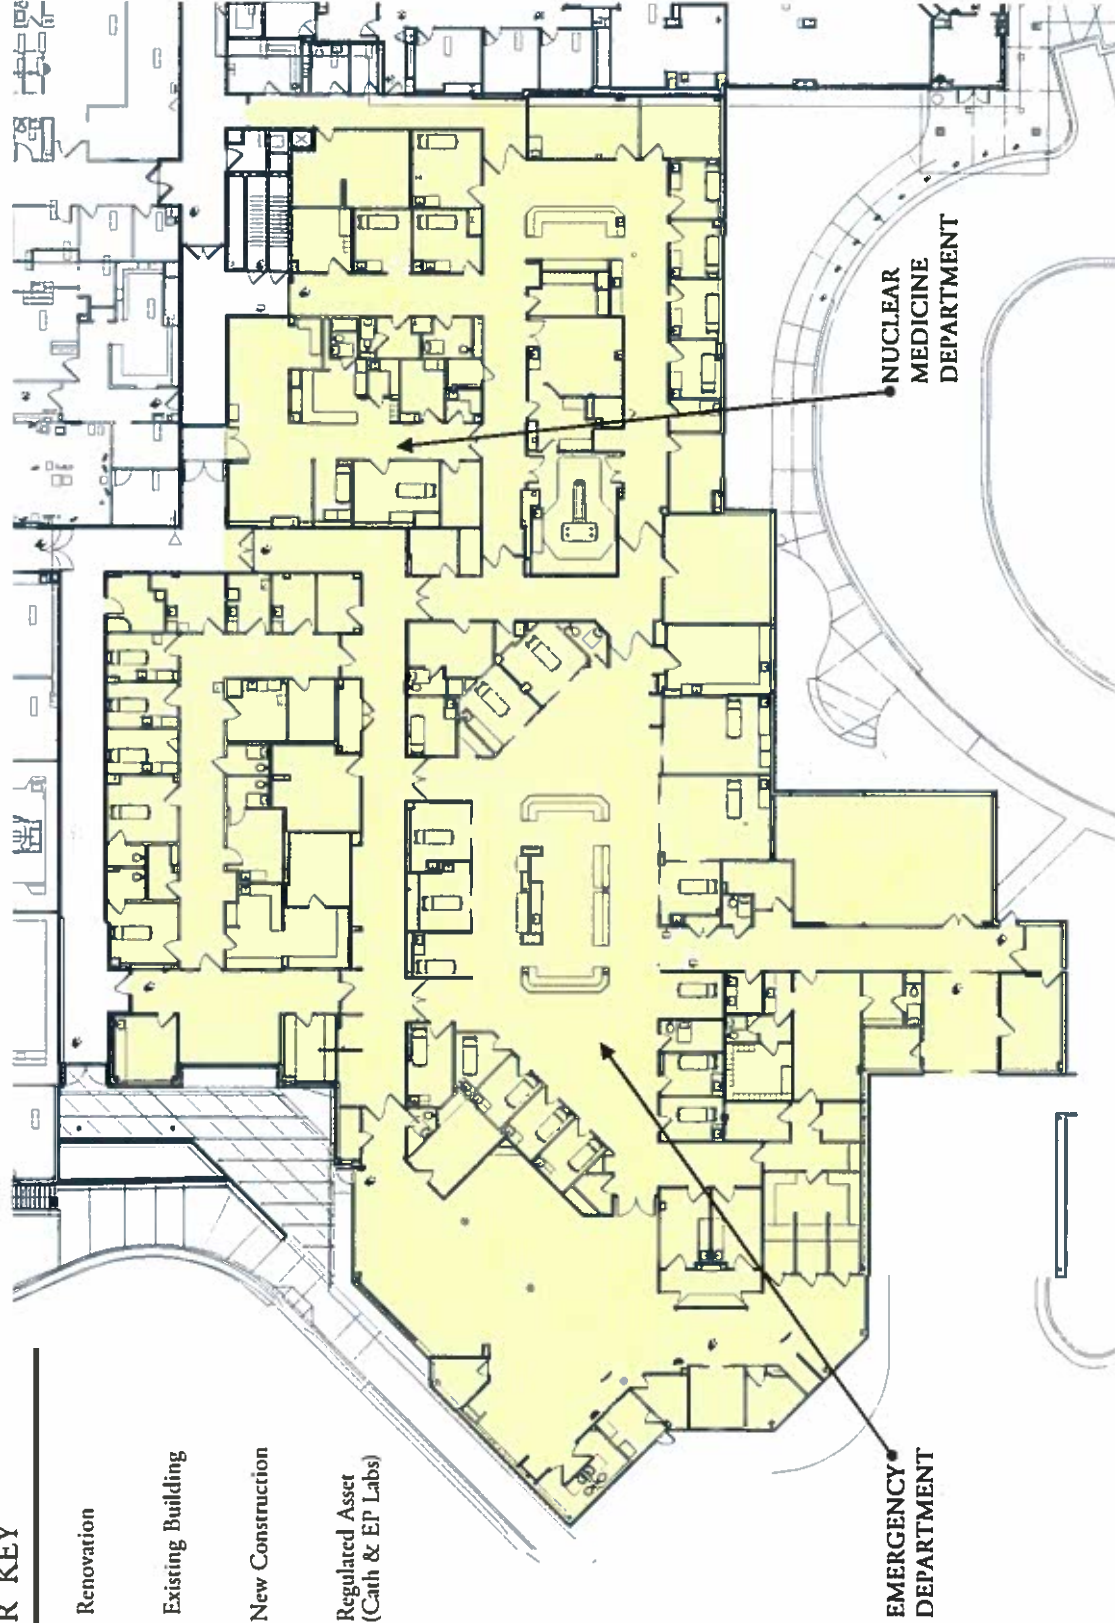 R KEY
Renovation
Existing Building
New Construction
Regulated Asset
(Cath & EP Labs)
EMERGENCY
DEPARTMENT
NUCLEAR
MEDICINE
DEPARTMENT